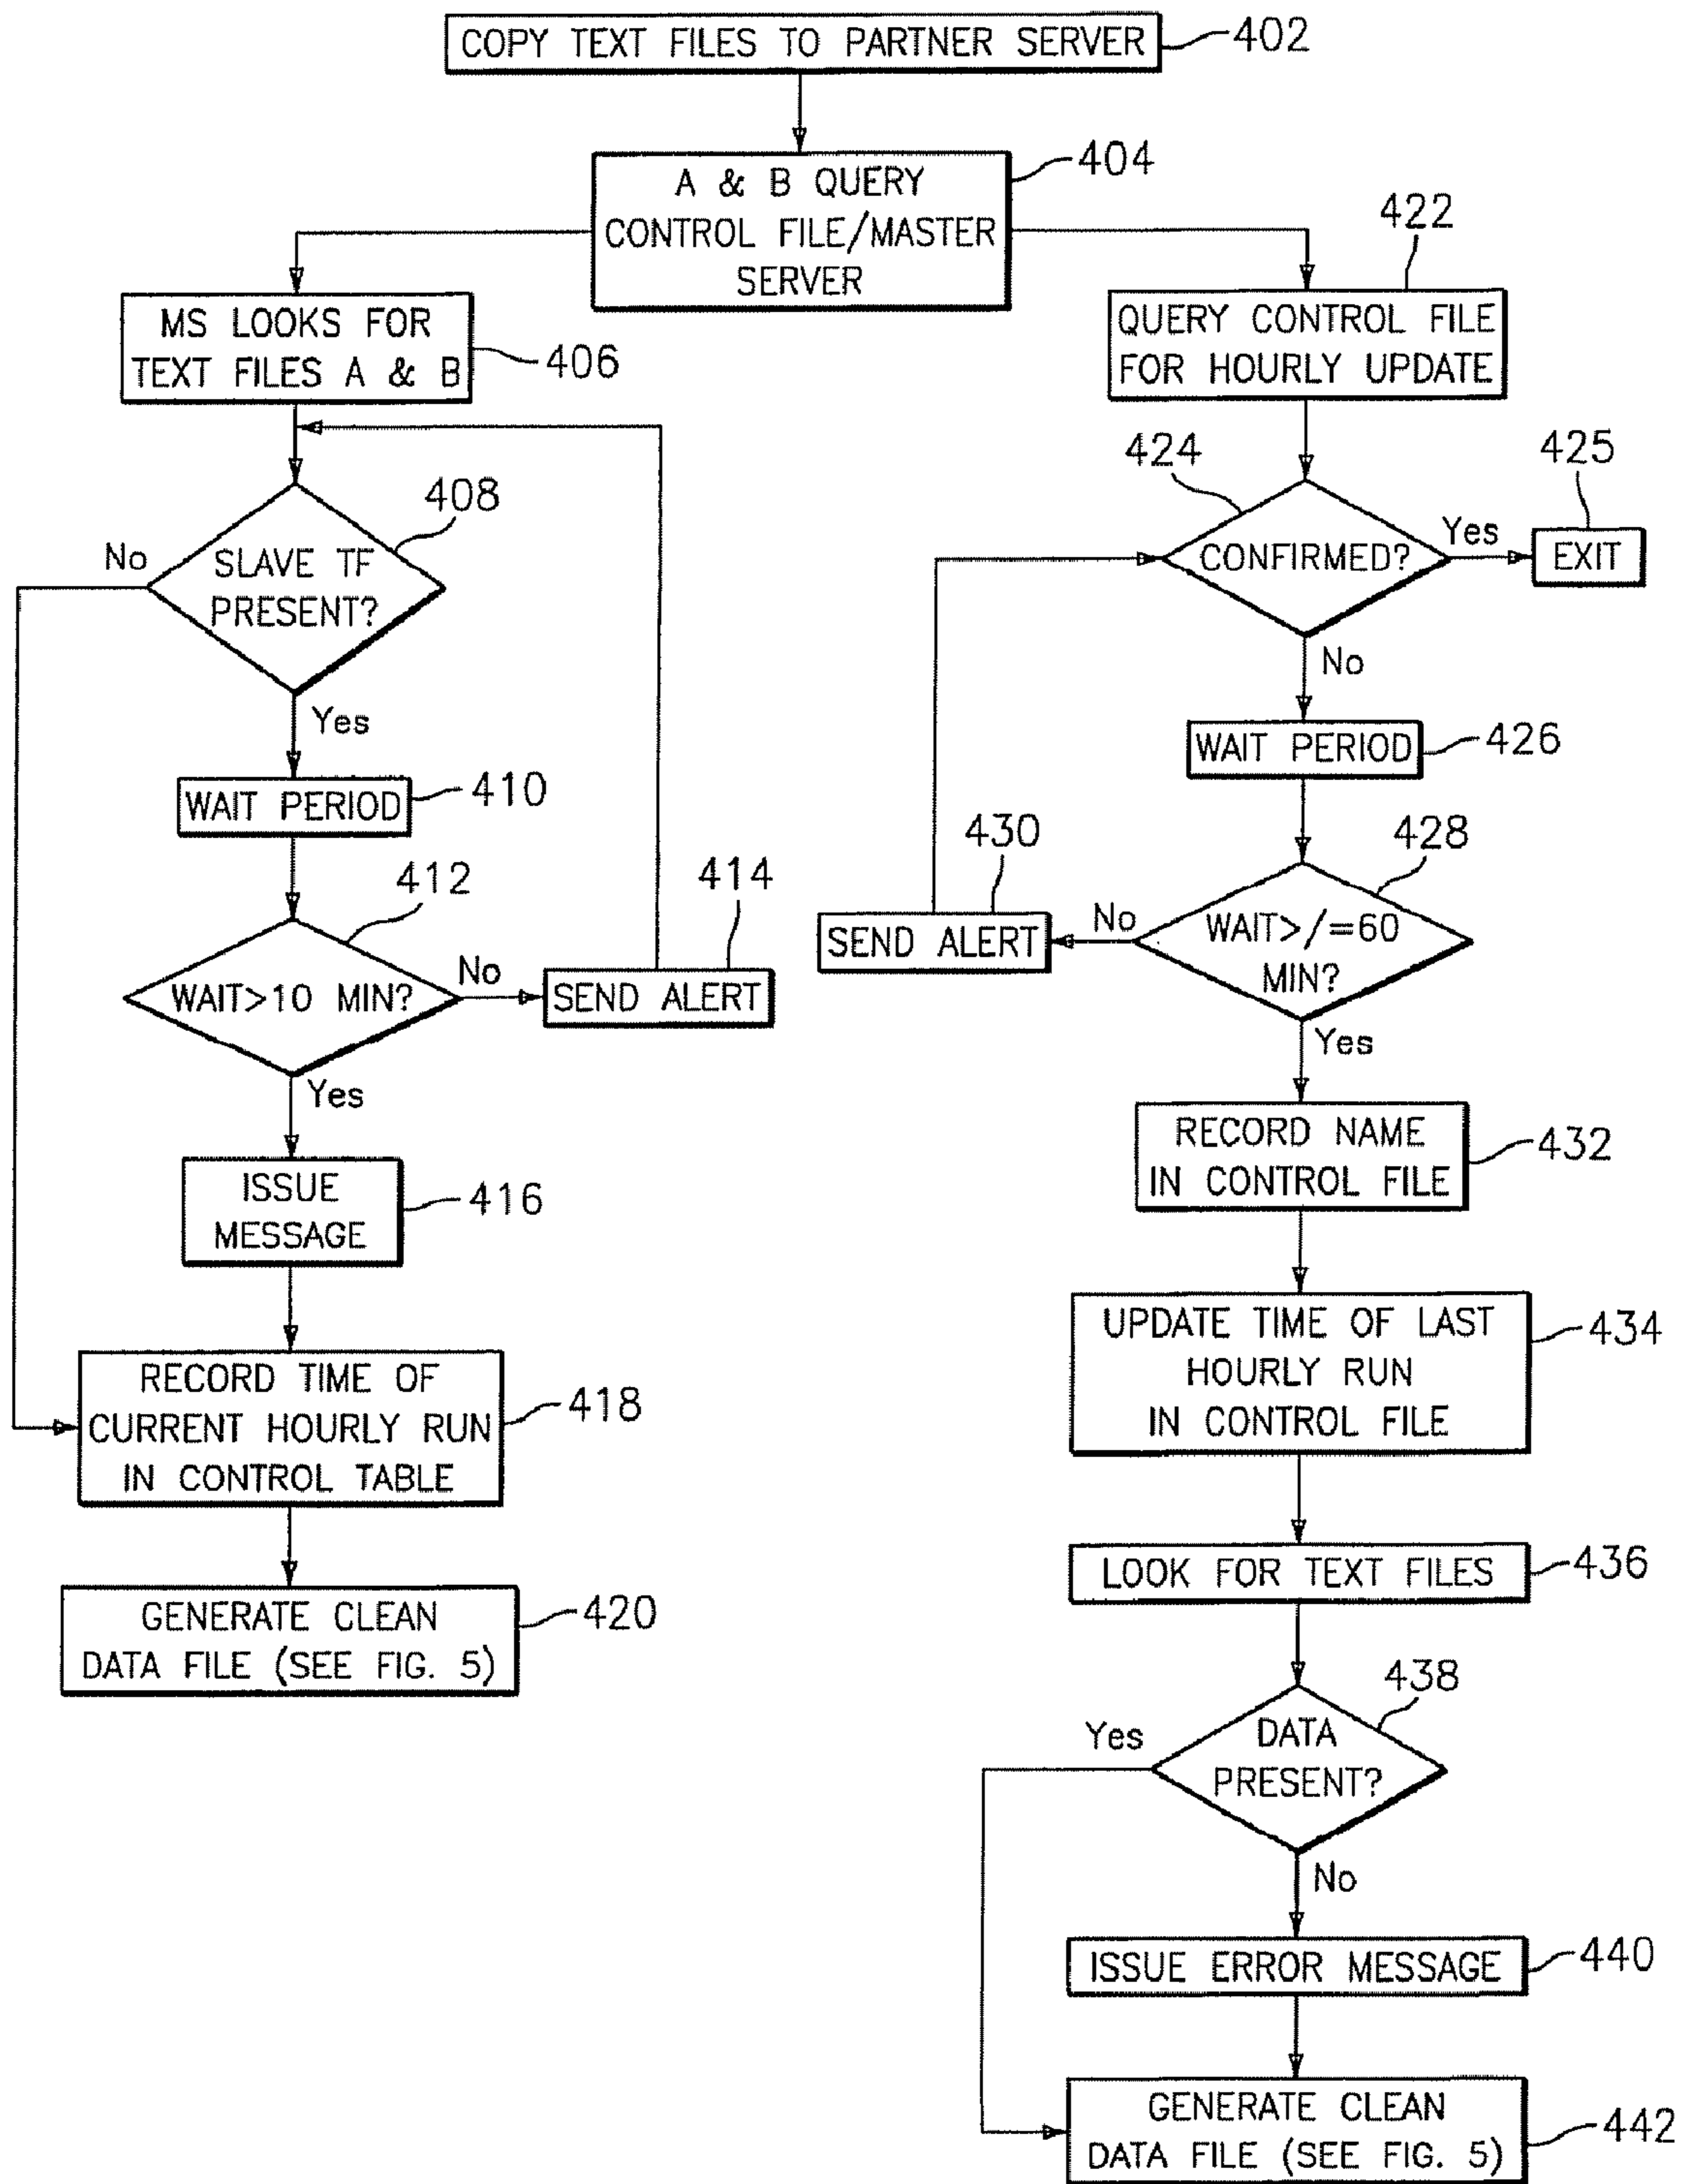 COPY TEXT FILES TO PARTNER SERVER
402
A & B QUERY
CONTROL FILE/MASTER
SERVER
404
MS LOOKS FOR
TEXT FILES A & B
406
SLAVE TF
PRESENT?
408
No
Yes
WAIT PERIOD
410
WAIT>10 MIN?
412
No
SEND ALERT
414
Yes
ISSUE
MESSAGE
416
RECORD TIME OF
CURRENT HOURLY RUN
IN CONTROL TABLE
418
GENERATE CLEAN
DATA FILE (SEE FIG. 5)
420
422
QUERY CONTROL FILE
FOR HOURLY UPDATE
424
CONFIRMED?
Yes
425
EXIT
No
WAIT PERIOD
426
428
WAIT>/=60
MIN?
No
430
SEND ALERT
Yes
RECORD NAME
IN CONTROL FILE
432
UPDATE TIME OF LAST
HOURLY RUN
IN CONTROL FILE
434
LOOK FOR TEXT FILES
436
438
DATA
PRESENT?
Yes
No
ISSUE ERROR MESSAGE
440
GENERATE CLEAN
DATA FILE (SEE FIG. 5)
442